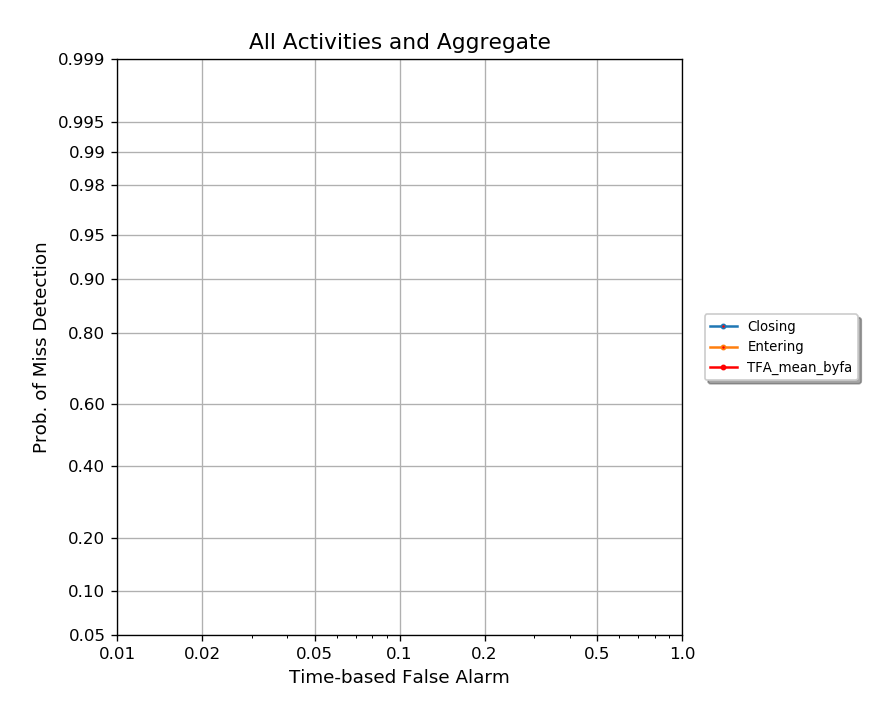 All Activities and Aggregate
0.999
0.995
0.99
0.98
0.95
0.90
0.80
0.60
0.40
0.20
0.10
0.05
Prob. of Miss Detection
0.01 0.02 0.05 0.1 0.2 0.5 1.0
Time-based False Alarm
Closing
Entering
TFA_mean_byfa